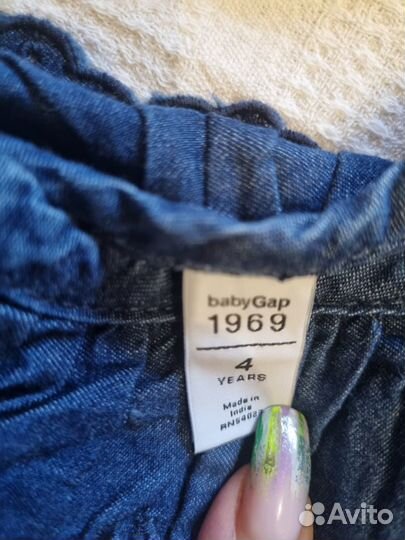 babyGap
1969
4
YEARS
Made in
India
Avito